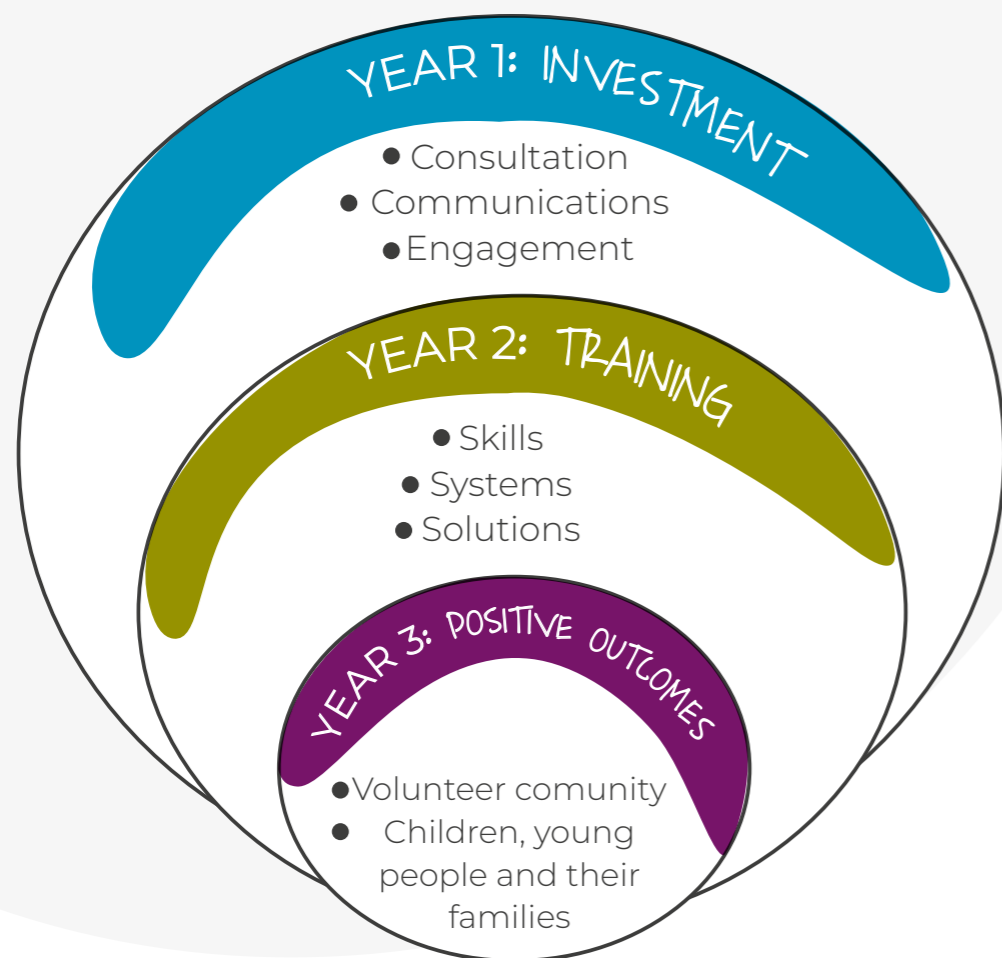 YEAR 1: INVESTMENT
● Consultation
● Communications
● Engagement
YEAR 2: TRAINING
● Skills
● Systems
● Solutions
YEAR 3: POSITIVE OUTCOMES
● Volunteer comunity
● Children, young
people and their
families